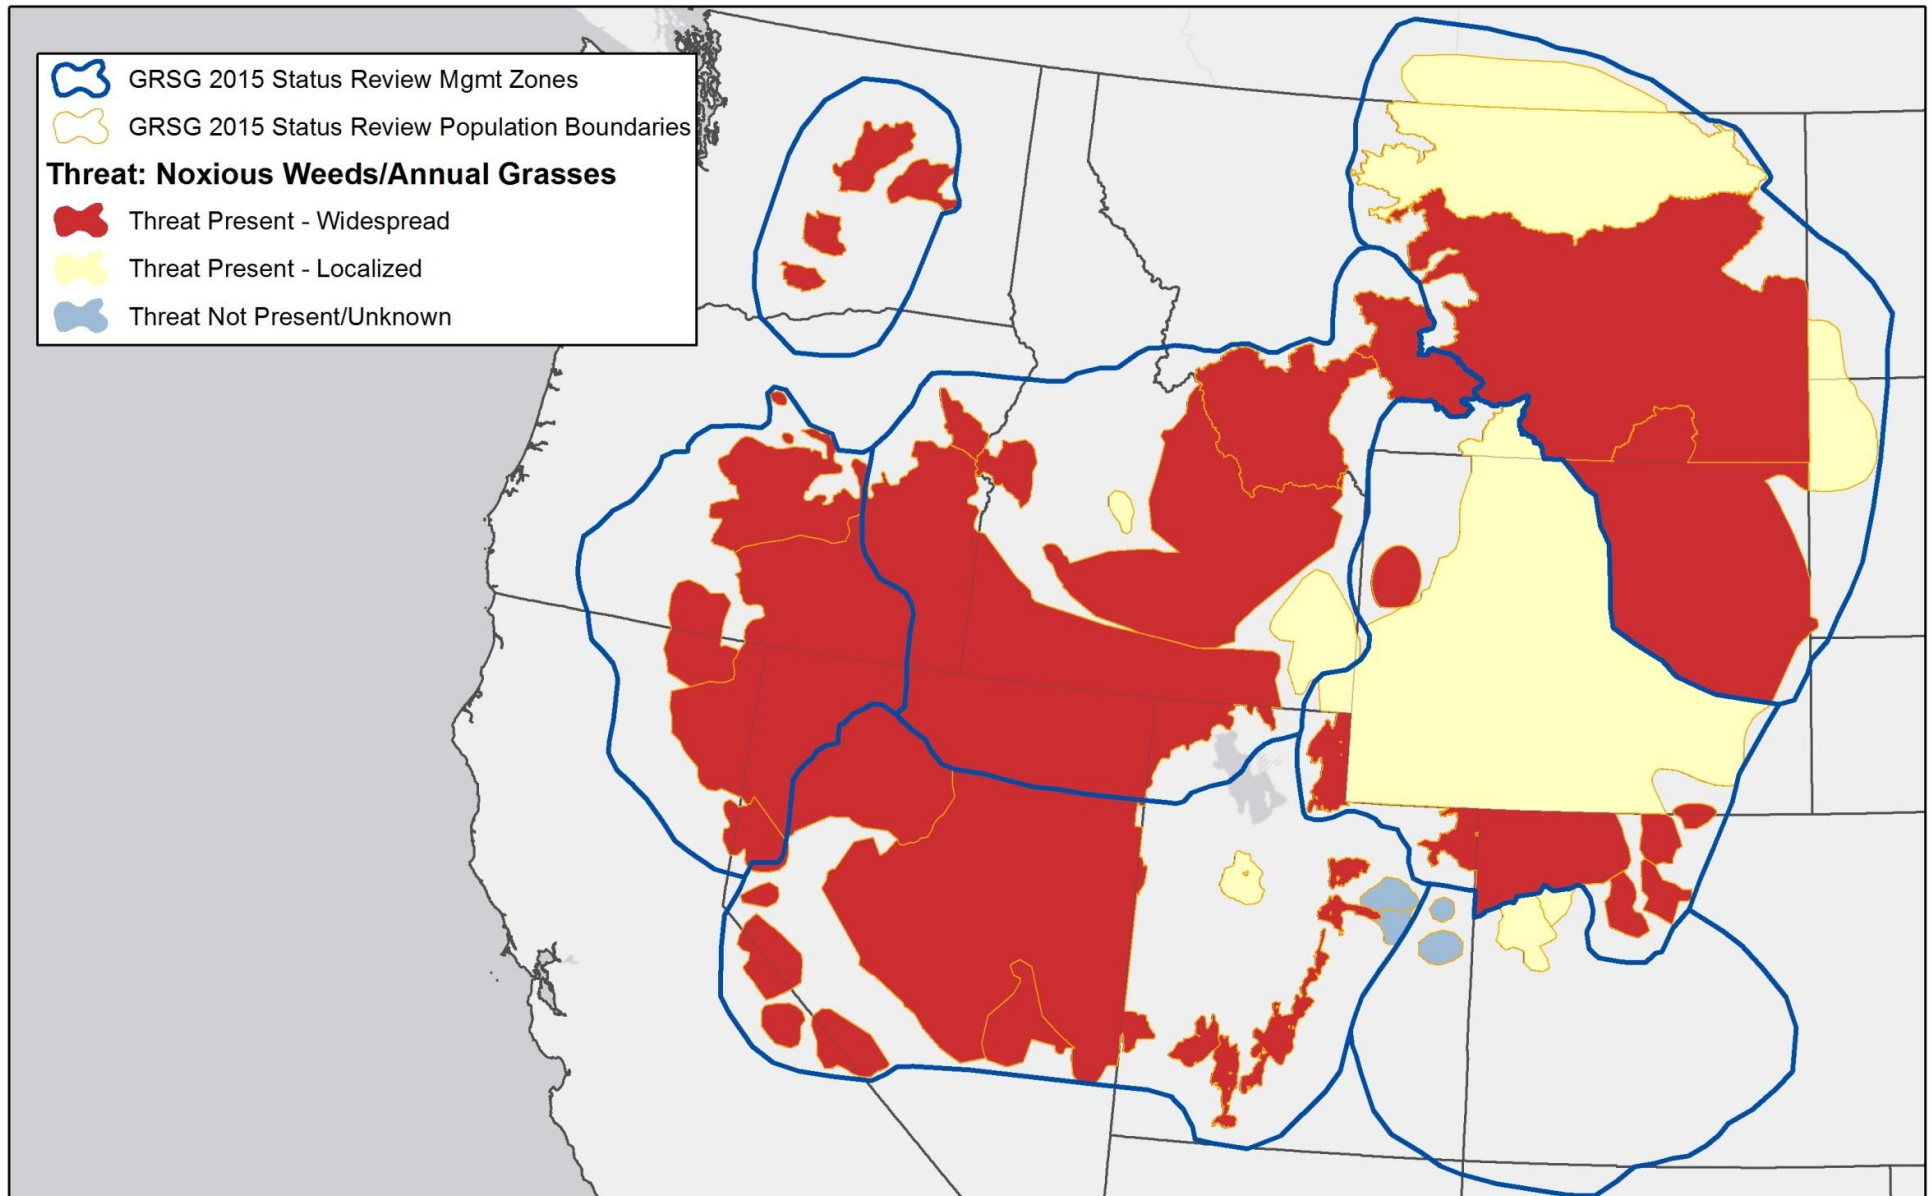 GRSG 2015 Status Review Mgmt Zones
GRSG 2015 Status Review Population Boundaries
Threat: Noxious Weeds/Annual Grasses
Threat Present - Widespread
Threat Present - Localized
Threat Not Present/Unknown